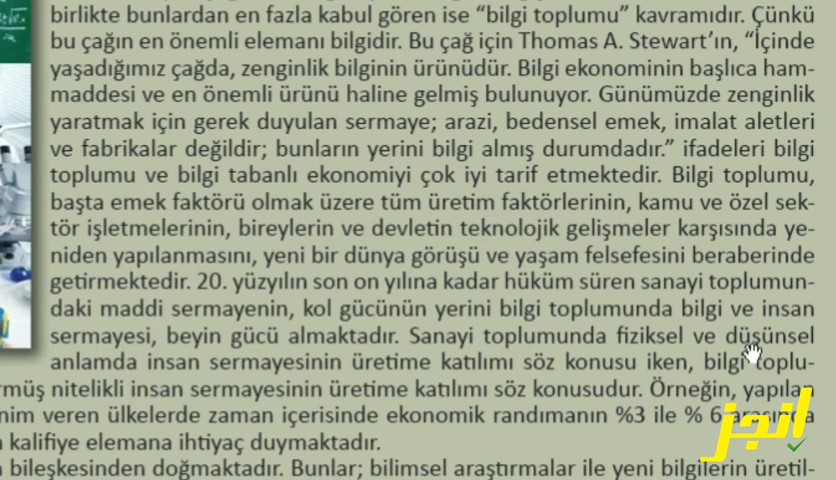 birlikte bunlardan en fazla kabul gören ise “bilgi toplumu” kavramıdır. Çünkü
bu çağın en önemli elemanı bilgidir. Bu çağ için Thomas A. Stewart’ın, “İçinde
yaşadığımız çağda, zenginlik bilginin ürünüdür. Bilgi ekonominin başlıca ham-
maddesi ve en önemli ürünü haline gelmiş bulunuyor. Günümüzde zenginlik
yaratmak için gerek duyulan sermaye; arazi, bedensel emek, imalat aletleri
ve fabrikalar değildir; bunların yerini bilgi almış durumdadır.” ifadeleri bilgi
toplumu ve bilgi tabanlı ekonomiyi çok iyi tarif etmektedir. Bilgi toplumu,
başta emek faktörü olmak üzere tüm üretim faktörlerinin, kamu ve özel sek-
tör işletmelerinin, bireylerin ve devletin teknolojik gelişmeler karşısında ye-
niden yapılanmasını, yeni bir dünya görüşü ve yaşam felsefesini beraberinde
getirmektedir. 20. yüzyılın son on yılına kadar hüküm süren sanayi toplumun-
daki maddi sermayenin, kol gücünün yerini bilgi toplumunda bilgi ve insan
sermayesi, beyin gücü almaktadır. Sanayi toplumunda fiziksel ve düşünsel
anlamda insan sermayesinin üretime katılımı söz konusu iken, bilgi toplu-
rmüş nitelikli insan sermayesinin üretime katılımı söz konusudur. Örneğin, yapılan
nim veren ülkelerde zaman içerisinde ekonomik randımanın %3 ile % 6 arasında
kalifiye elemana ihtiyaç duymaktadır.
bileşkesinden doğmaktadır. Bunlar; bilimsel araştırmalar ile yeni bilgilerin üretil-
انجز